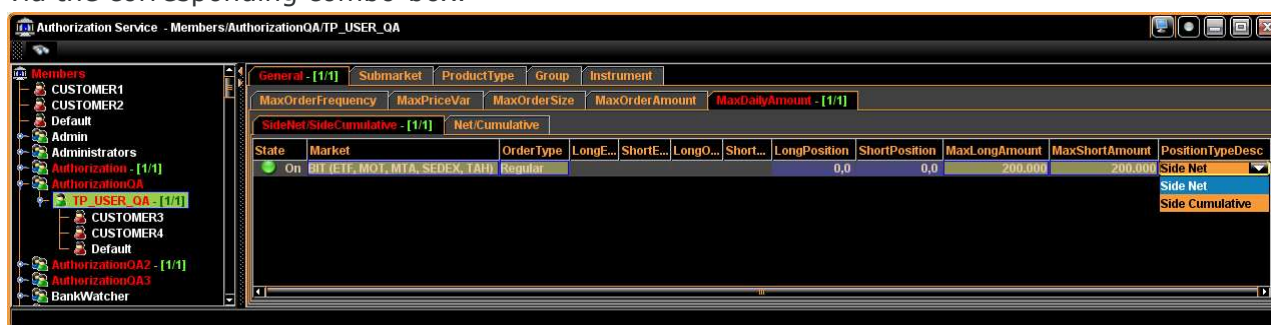 via the corresponding combo box.
Authorization Service - Members/AuthorizationQA/TP_USER_QA
Members
CUSTOMER1
CUSTOMER2
Default
Admin
Administrators
Authorization - [1/1]
AuthorizationQA
TP_USER_QA - [1/1]
CUSTOMER3
CUSTOMER4
Default
AuthorizationQA2 - [1/1]
AuthorizationQA3
BankWatcher
General - [1/1] Submarket ProductType Group Instrument
MaxOrderFrequency MaxPriceVar MaxOrderSize MaxOrderAmount MaxDailyAmount - [1/1]
SideNet/SideCumulative - [1/1] Net/Cumulative
State Market OrderType LongE... ShortE... LongO... Short... LongPosition ShortPosition MaxLongAmount MaxShortAmount PositionTypeDesc
On BIT (ETF, MOT, MTA, SEDEX, TAH) Regular 0,0 0,0 200.000 200.000 Side Net
Side Net
Side Cumulative